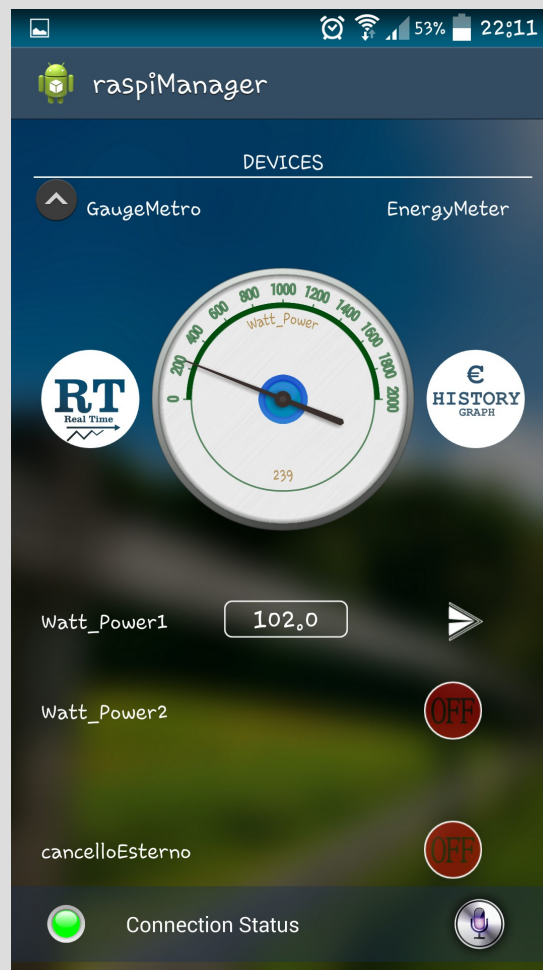 53% 22:11
raspiManager
DEVICES
GaugeMetro EnergyMeter
0 200 400 600 800 1000 1200 1400 1600 1800 2000
Watt_Power
RT
Real Time
€
HISTORY
GRAPH
239
Watt_Power1 102.0
Watt_Power2 OFF
cancelloEsterno OFF
Connection Status